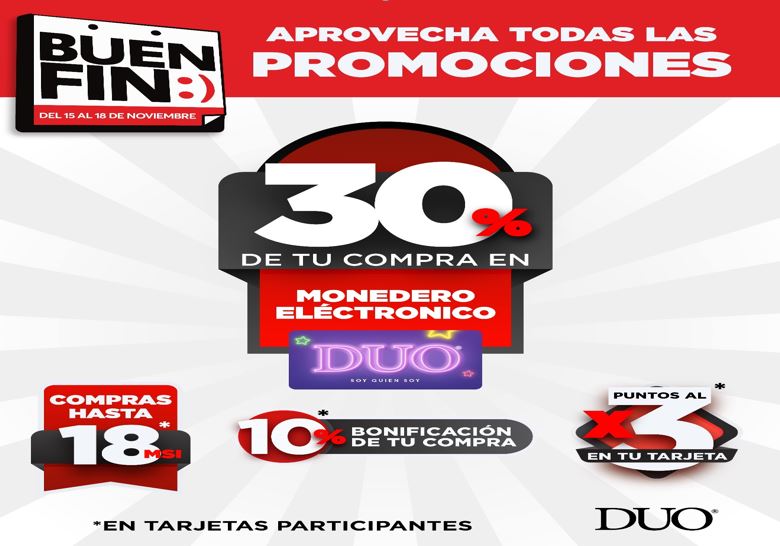 BUEN
FIN:)
DEL 15 AL 18 DE NOVIEMBRE
APROVECHA TODAS LAS
PROMOCIONES
30%
DE TU COMPRA EN
MONEDERO
ELÉCTRONICO
DUO®
SOY QUIEN SOY
COMPRAS
HASTA
18*
MSI
10%*
BONIFICACIÓN
DE TU COMPRA
PUNTOS AL*
X3
EN TU TARJETA
*EN TARJETAS PARTICIPANTES
DUO®